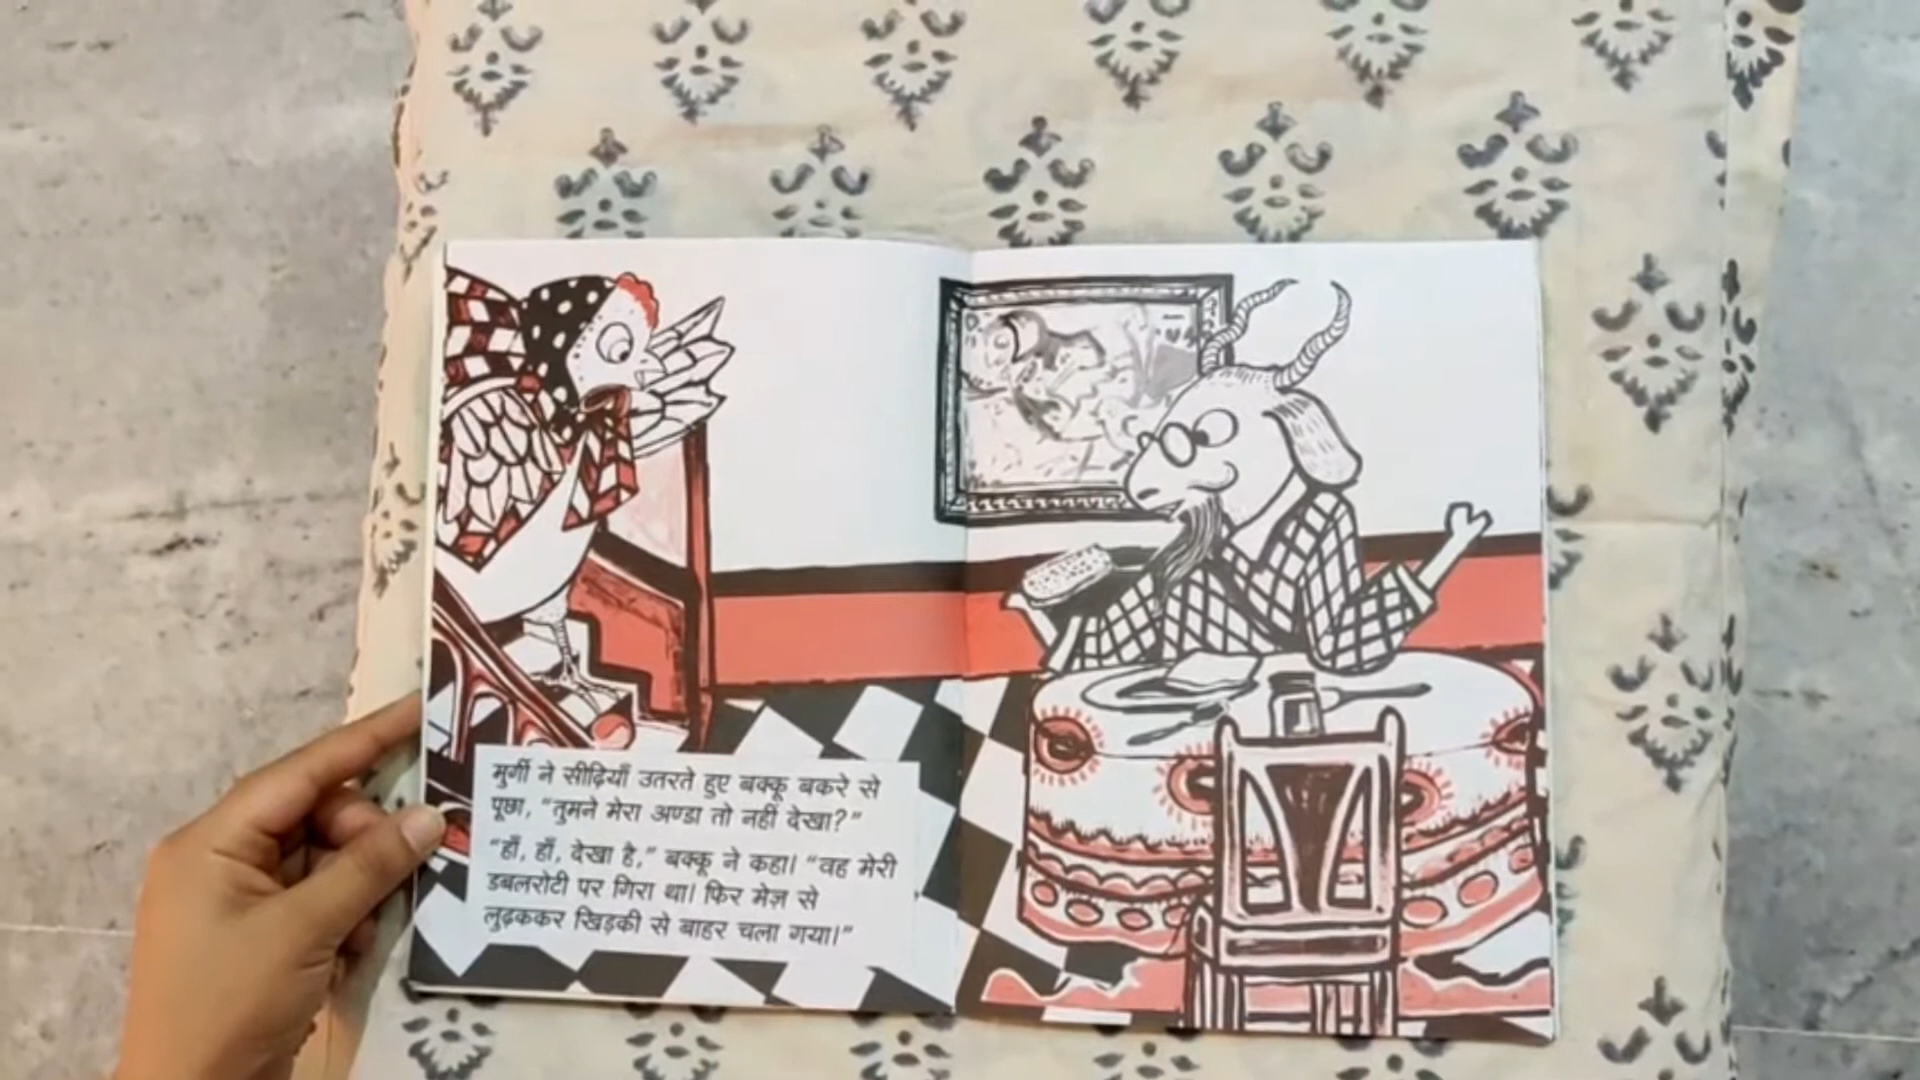 मुर्गी ने सीढ़ियाँ उतरते हुए बक्कू बकरे से
पूछा, “तुमने मेरा अण्डा तो नहीं देखा?”
“हाँ, हाँ, देखा है,” बक्कू ने कहा। “वह मेरी
डबलरोटी पर गिरा था। फिर मेज़ से
लुढ़ककर खिड़की से बाहर चला गया।”